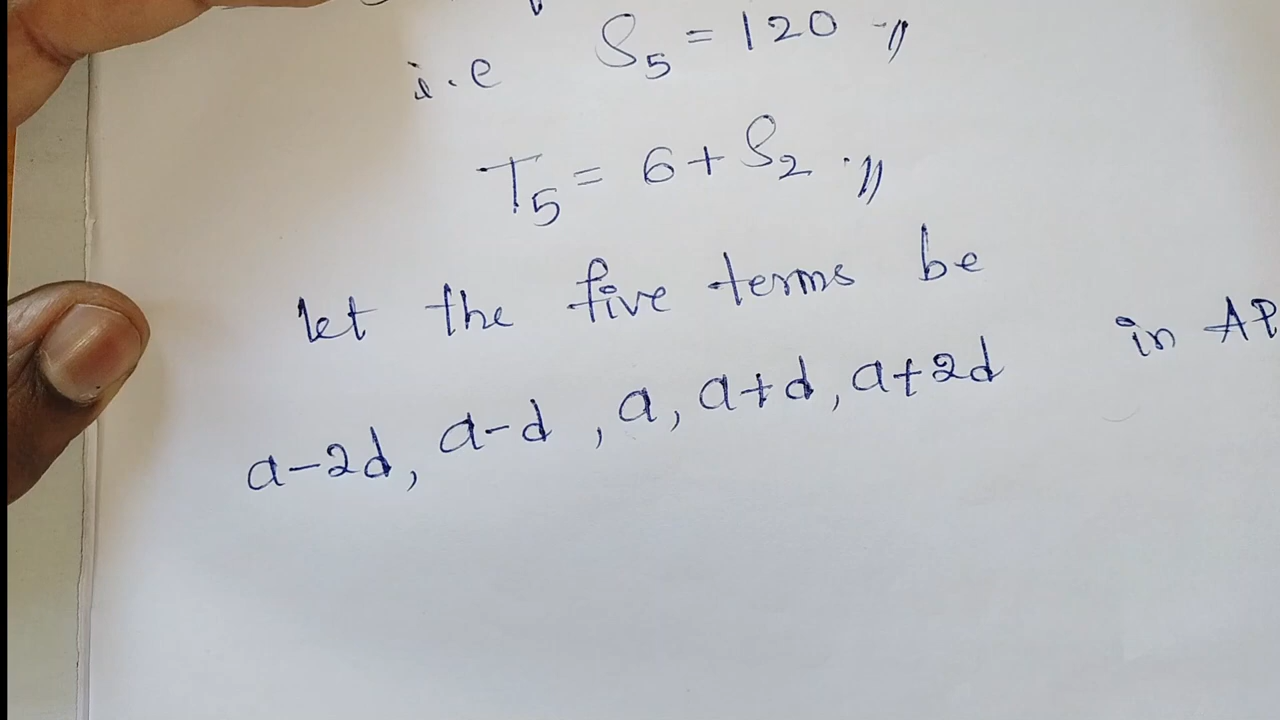 i.e S₅ = 120 -,,
T₅ = 6 + S₂ .,,
let the five terms be
a-2d, a-d, a, a+d, a+2d in AP